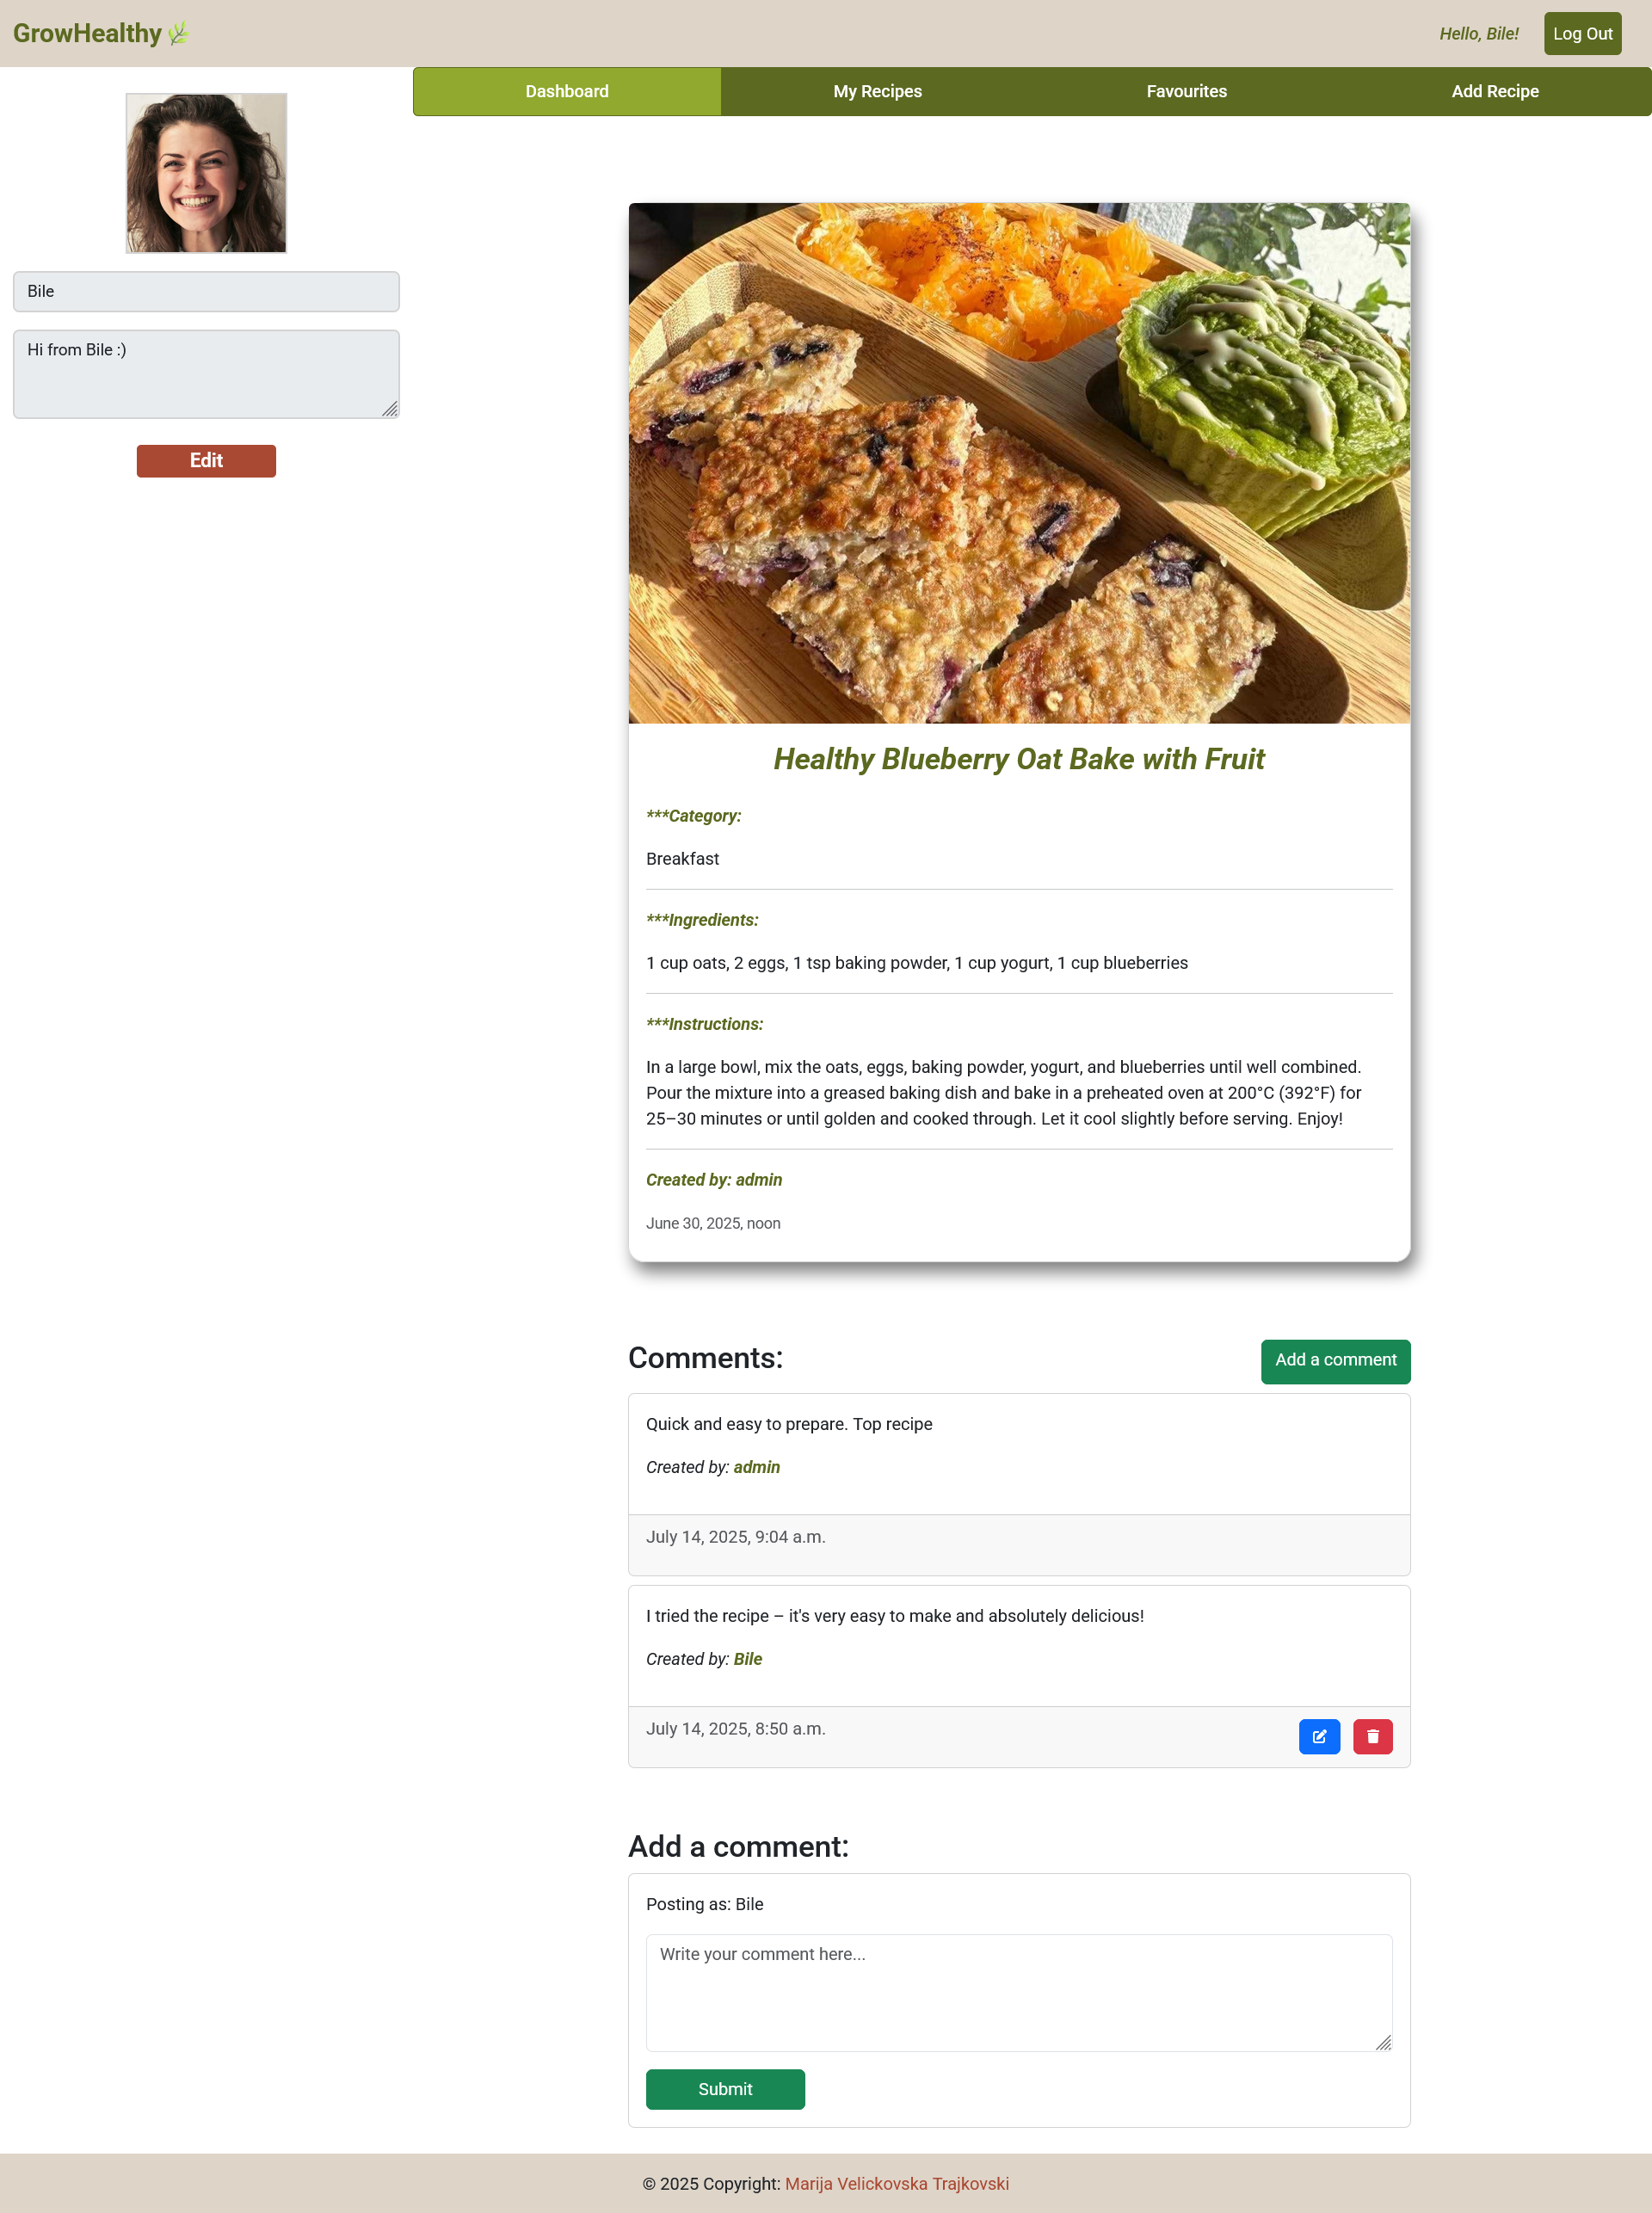 GrowHealthy
Hello, Bile!
Log Out
Dashboard
My Recipes
Favourites
Add Recipe
Bile
Hi from Bile :)
Edit
Healthy Blueberry Oat Bake with Fruit
***Category:
Breakfast
***Ingredients:
1 cup oats, 2 eggs, 1 tsp baking powder, 1 cup yogurt, 1 cup blueberries
***Instructions:
In a large bowl, mix the oats, eggs, baking powder, yogurt, and blueberries until well combined.
Pour the mixture into a greased baking dish and bake in a preheated oven at 200°C (392°F) for
25–30 minutes or until golden and cooked through. Let it cool slightly before serving. Enjoy!
Created by: admin
June 30, 2025, noon
Comments:
Add a comment
Quick and easy to prepare. Top recipe
Created by: admin
July 14, 2025, 9:04 a.m.
I tried the recipe – it's very easy to make and absolutely delicious!
Created by: Bile
July 14, 2025, 8:50 a.m.
Add a comment:
Posting as: Bile
Write your comment here...
Submit
© 2025 Copyright: Marija Velickovska Trajkovski